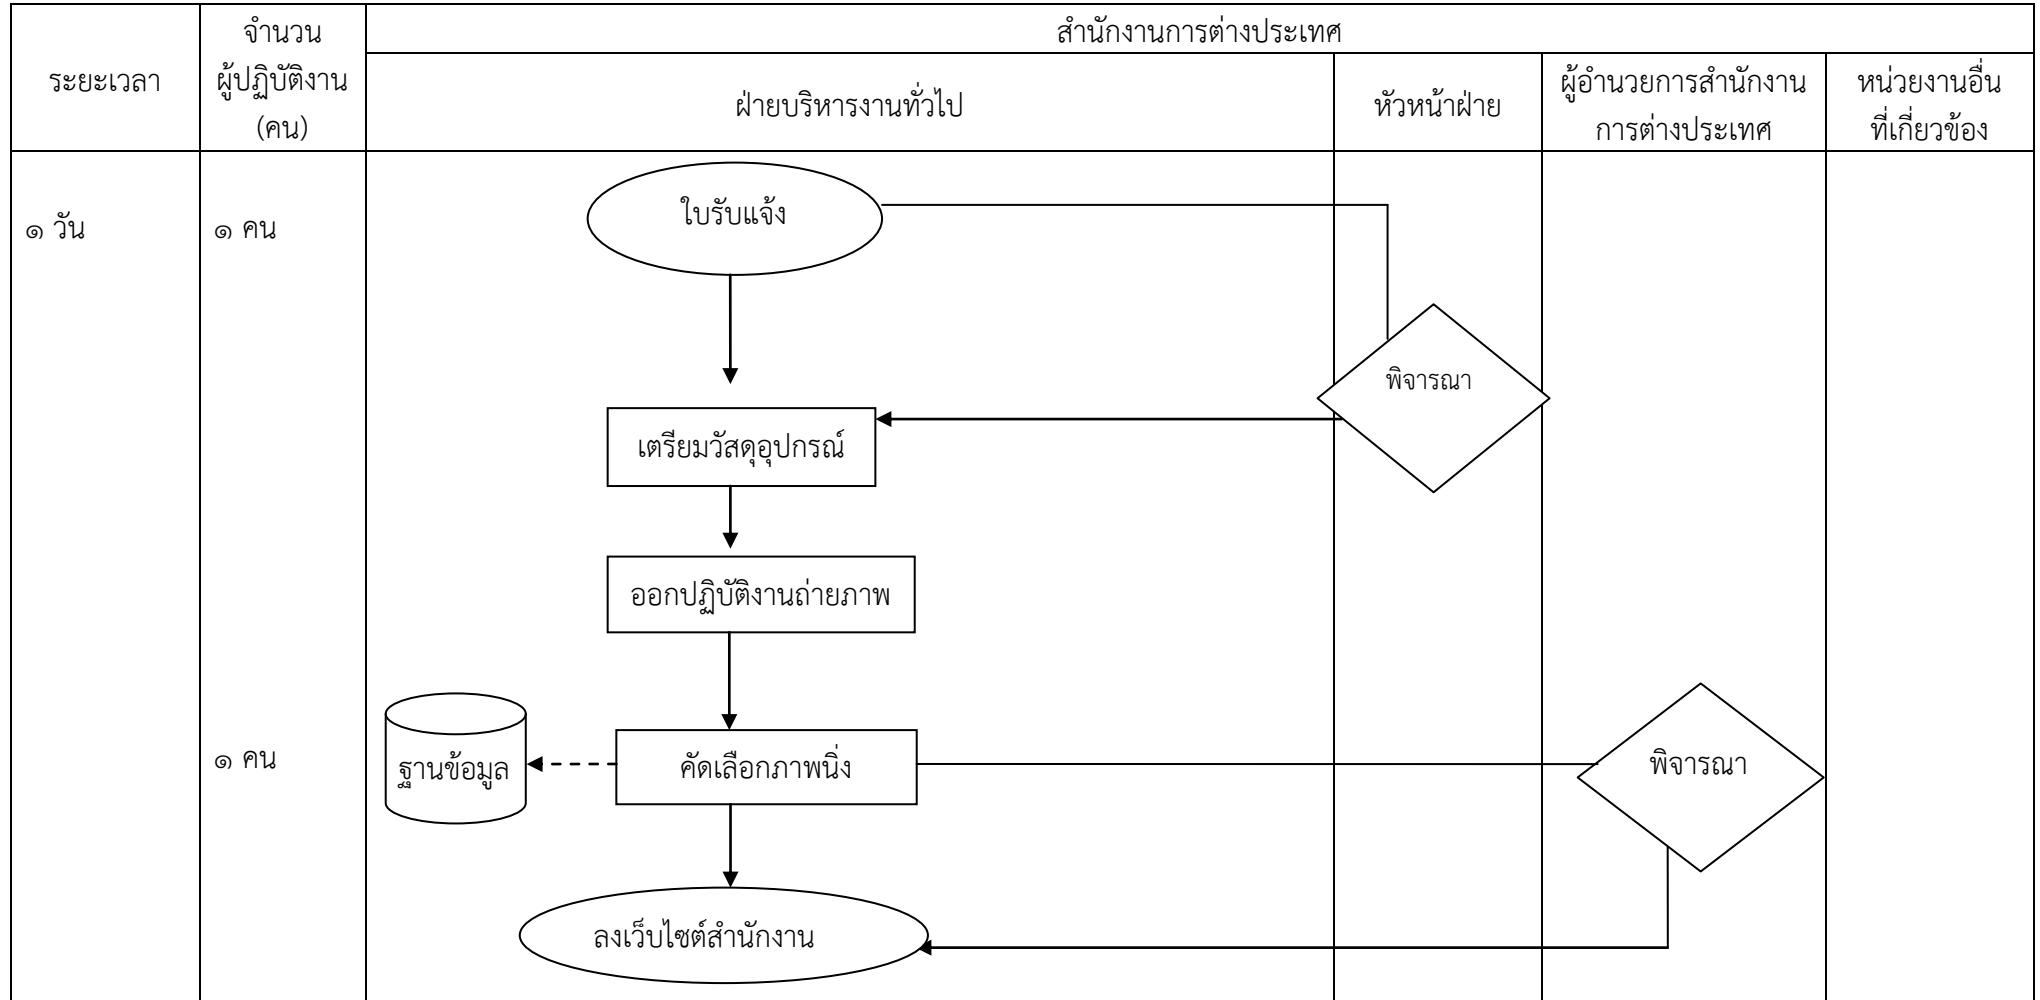 ระยะเวลา
จำนวน
ผู้ปฏิบัติงาน
(คน)
สำนักงานการต่างประเทศ
ฝ่ายบริหารงานทั่วไป
หัวหน้าฝ่าย
ผู้อำนวยการสำนักงาน
การต่างประเทศ
หน่วยงานอื่น
ที่เกี่ยวข้อง
๑ วัน
๑ คน
ใบรับแจ้ง
พิจารณา
เตรียมวัสดุอุปกรณ์
ออกปฏิบัติงานถ่ายภาพ
๑ คน
ฐานข้อมูล
คัดเลือกภาพนิ่ง
พิจารณา
ลงเว็บไซต์สำนักงาน